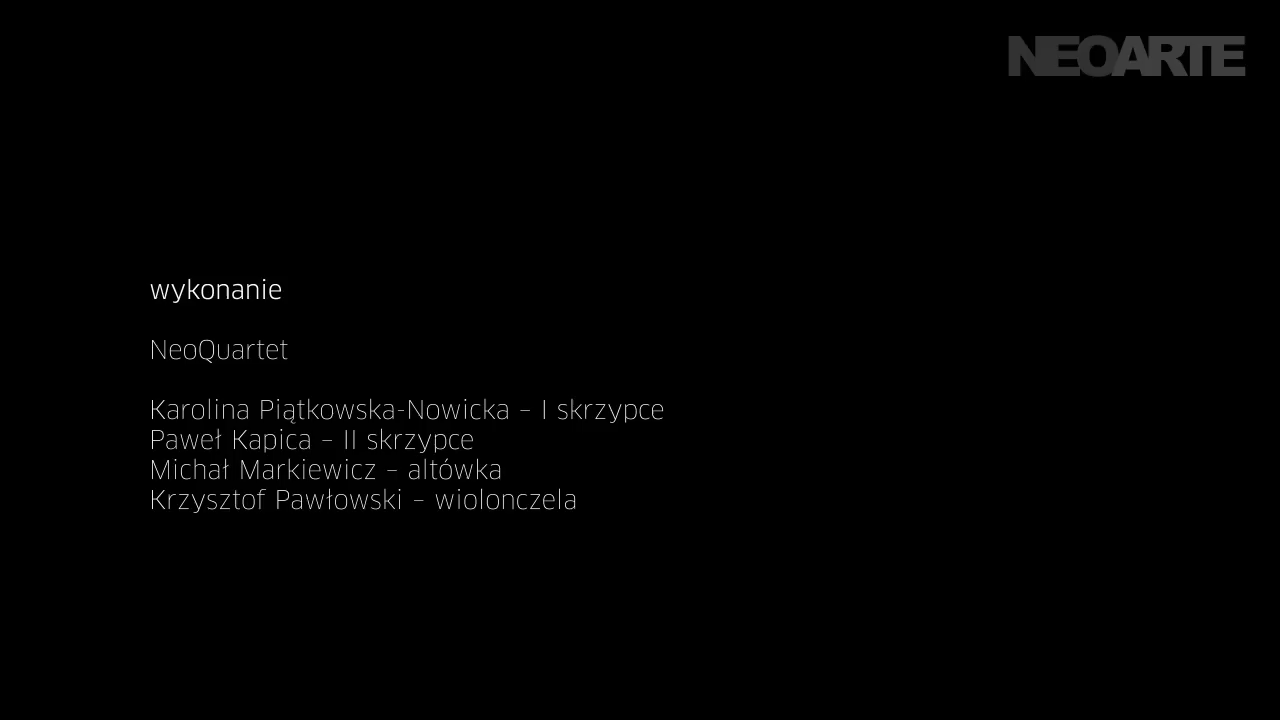 NEOARTE
wykonanie
NeoQuartet
Karolina Piątkowska-Nowicka – I skrzypce
Paweł Kapica – II skrzypce
Michał Markiewicz – altówka
Krzysztof Pawłowski – wiolonczela